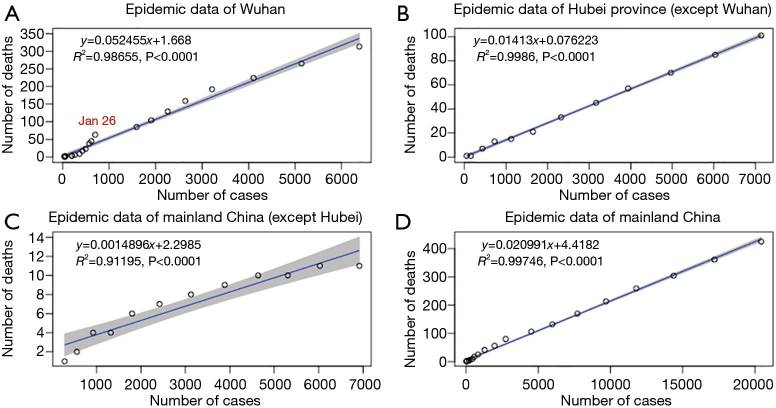 A
Epidemic data of Wuhan
y=0.052455x+1.668
R²=0.98655, P<0.0001
Jan 26
Number of deaths
350
300
250
200
150
100
50
0
0 1000 2000 3000 4000 5000 6000
Number of cases
B
Epidemic data of Hubei province (except Wuhan)
y=0.01413x+0.076223
R²=0.9986, P<0.0001
Number of deaths
100
80
60
40
20
0
0 1000 2000 3000 4000 5000 6000 7000
Number of cases
C
Epidemic data of mainland China (except Hubei)
y=0.0014896x+2.2985
R²=0.91195, P<0.0001
Number of deaths
14
12
10
8
6
4
2
1000 2000 3000 4000 5000 6000 7000
Number of cases
D
Epidemic data of mainland China
y=0.020991x+4.4182
R²=0.99746, P<0.0001
Number of deaths
400
300
200
100
0
0 5000 10000 15000 20000
Number of cases